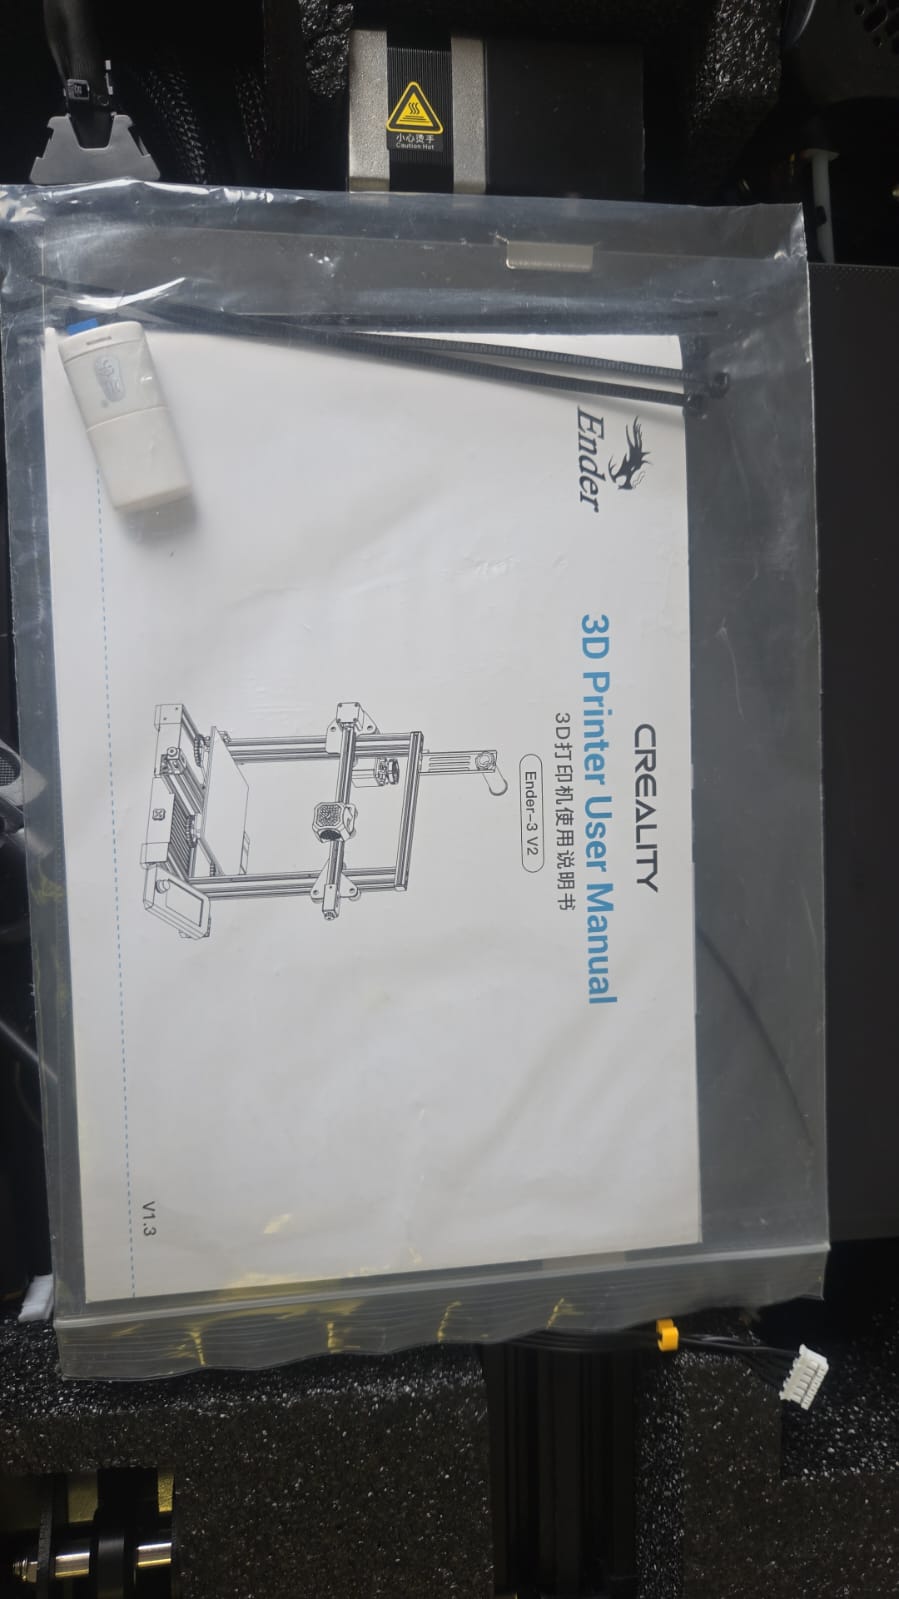 小心烫手
Caution Hot
Ender
CREALITY
3D Printer User Manual
3D打印机使用说明书
Ender-3 V2
V1.3